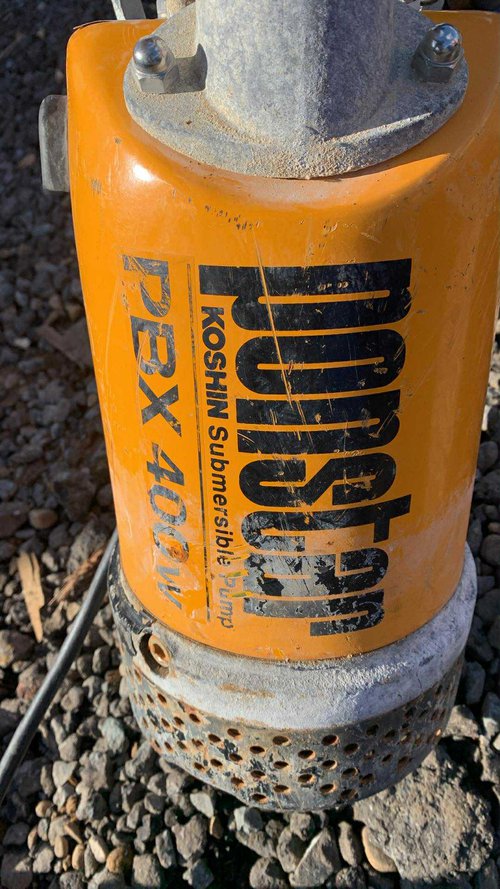 ponstar
KOSHIN Submersible Pump
PBX 400W